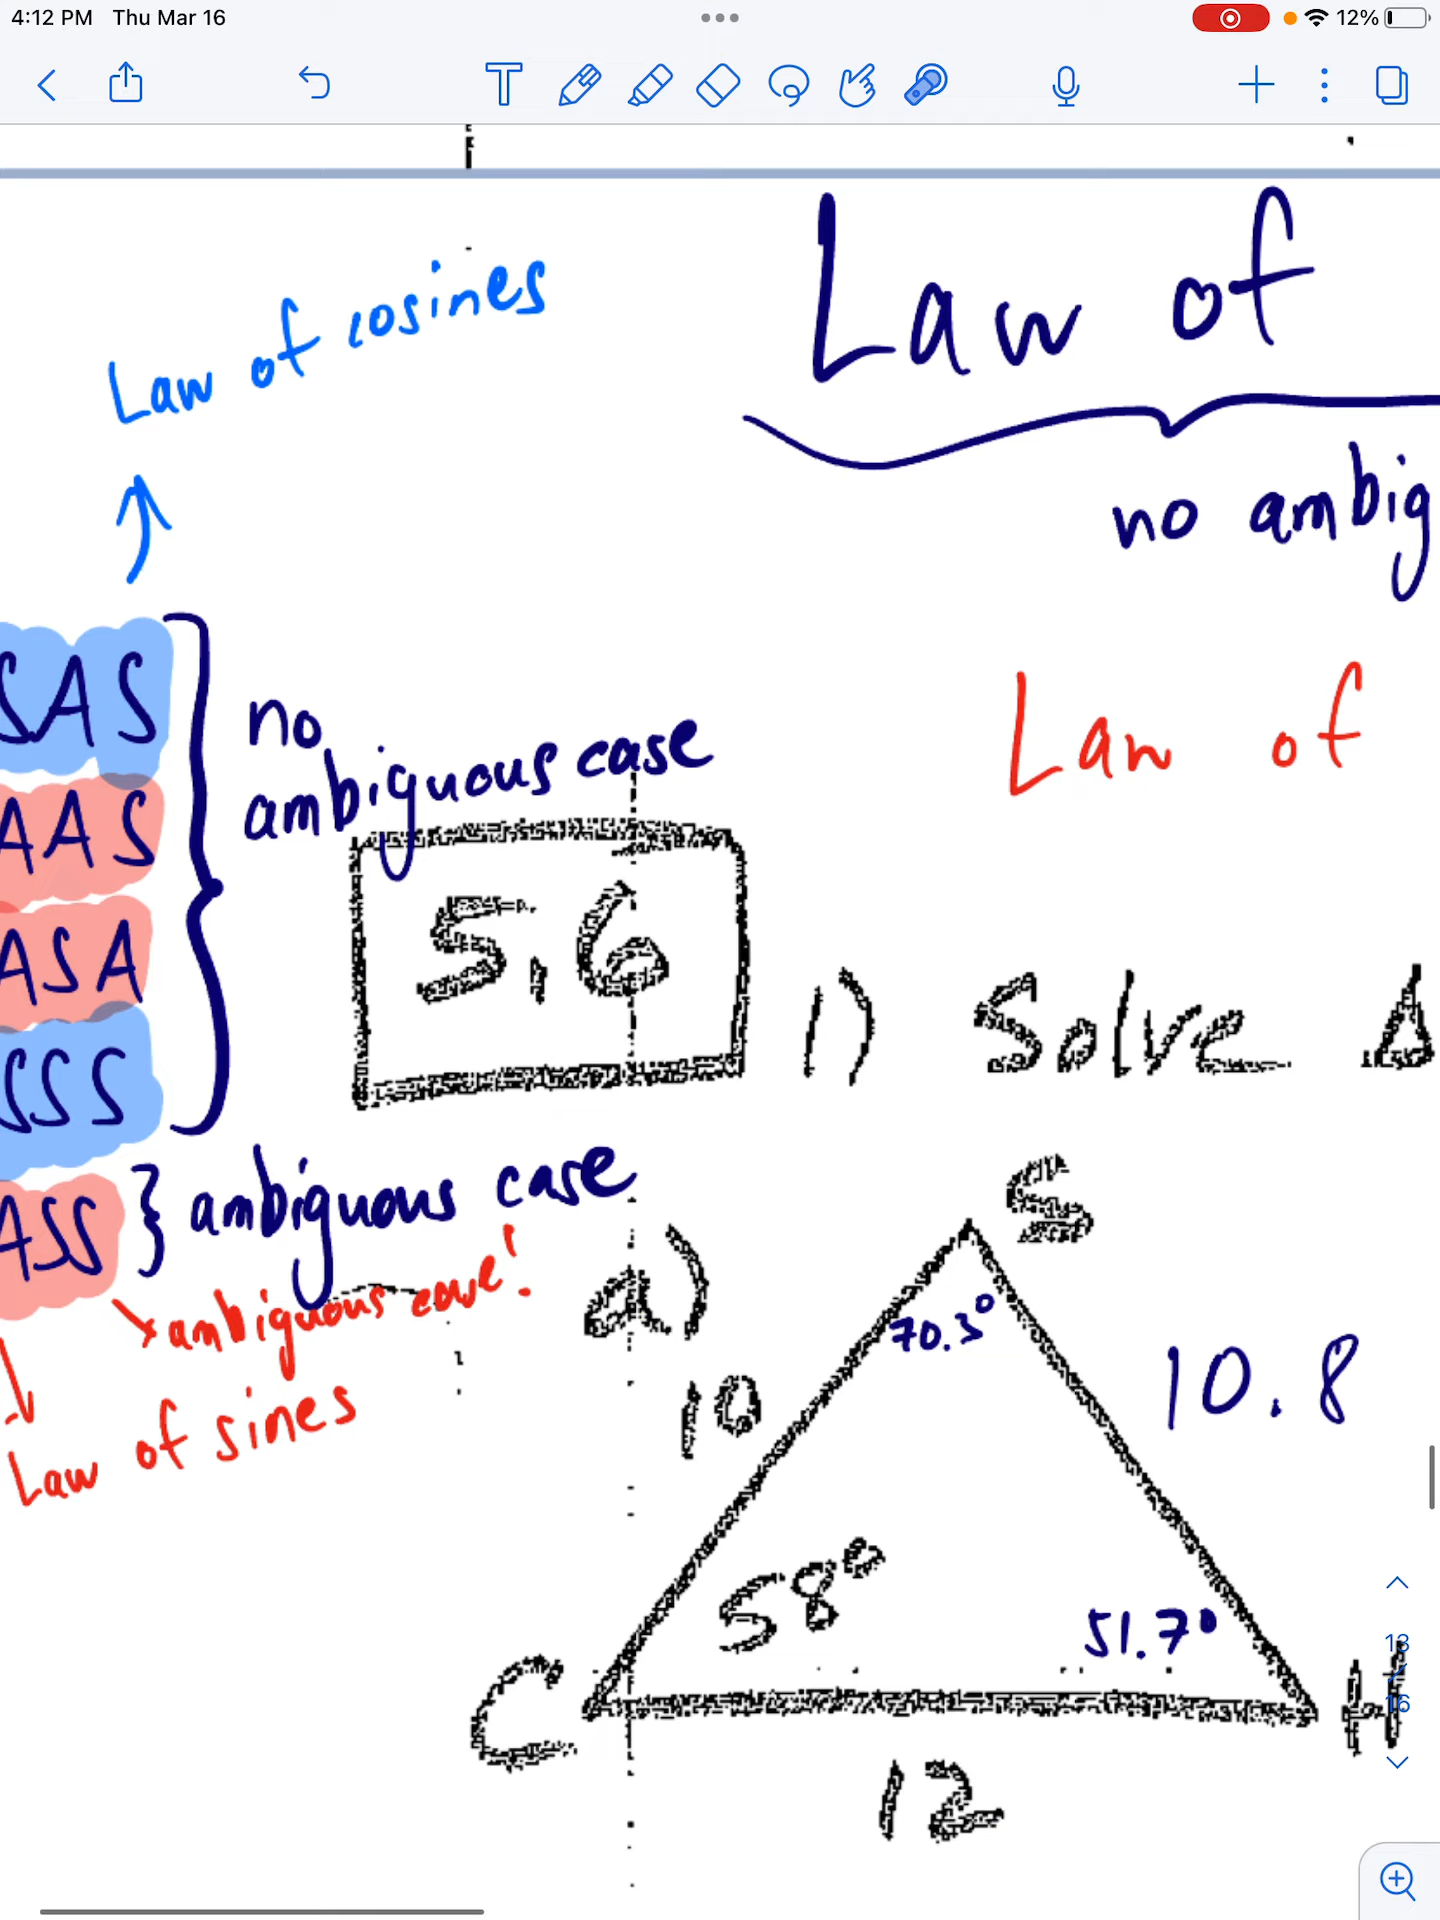 4:12 PM Thu Mar 16
12%
Law of cosines
Law of
no ambig
SAS
AAS
ASA
SSS
no
ambiguous case
Law of
5.6
1) Solve Δ
ASS } ambiguous case
ambiguous case!
Law of sines
a)
S
70.3°
10
10.8
58°
51.7°
C
H
12
13
16